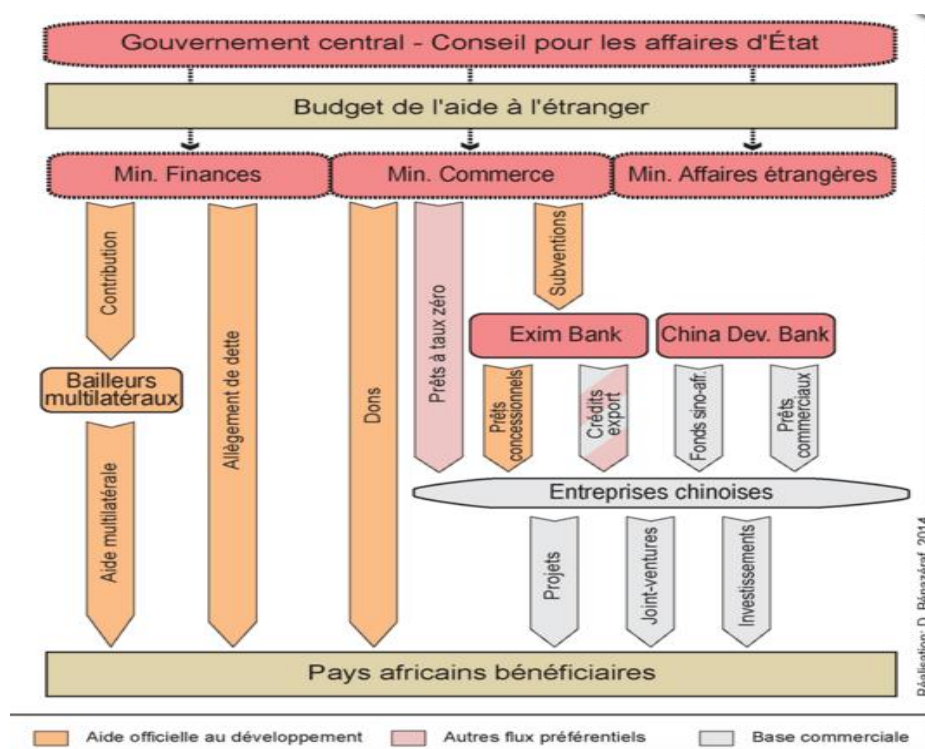 Gouvernement central - Conseil pour les affaires d'État
Budget de l'aide à l'étranger
Min. Finances
Min. Commerce
Min. Affaires étrangères
Contribution
Allègement de dette
Dons
Prêts à taux zéro
Subventions
Exim Bank
China Dev. Bank
Bailleurs
multilatéraux
Prêts
concessionnels
Crédits
export
Fonds sino-afr.
Prêts
commerciaux
Entreprises chinoises
Aide multilatérale
Projets
Joint-ventures
Investissements
Pays africains bénéficiaires
Réalisation: D. Bénazéraf, 2014
Aide officielle au développement
Autres flux préférentiels
Base commerciale